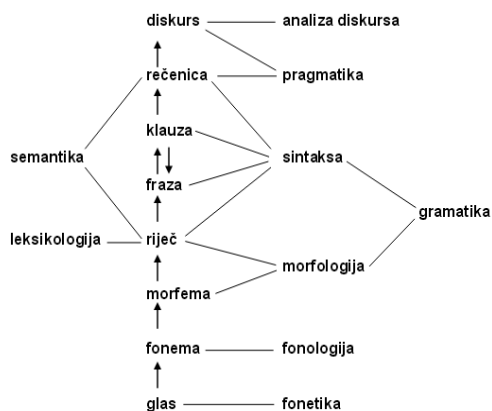 diskurs
analiza diskursa
rečenica
pragmatika
klauza
semantika
sintaksa
fraza
gramatika
leksikologija
riječ
morfologija
morfema
fonema
fonologija
glas
fonetika